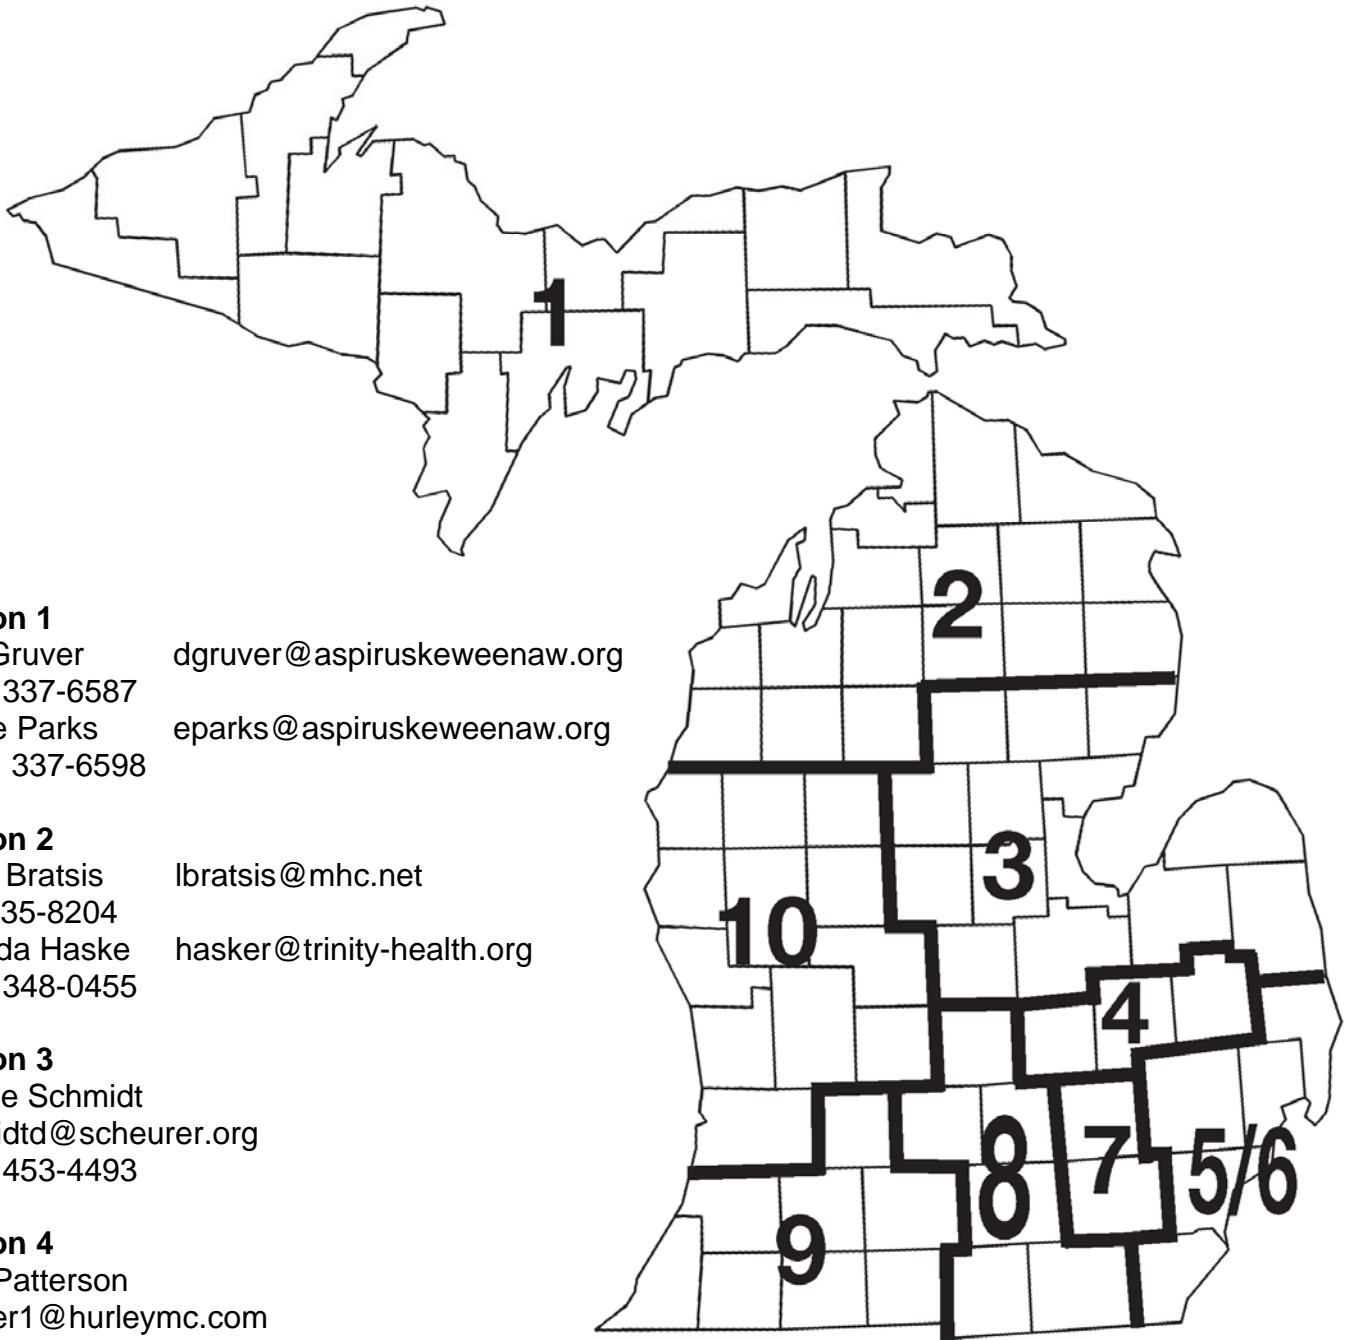 on 1
Gruver dgruver@aspiruskeweenaw.org
337-6587
e Parks eparks@aspiruskeweenaw.org
337-6598
on 2
Bratsis lbratsis@mhc.net
35-8204
da Haske hasker@trinity-health.org
348-0455
on 3
e Schmidt
idtd@scheurer.org
453-4493
on 4
Patterson
er1@hurleymc.com
1
2
3
10
4
8
7
5/6
9